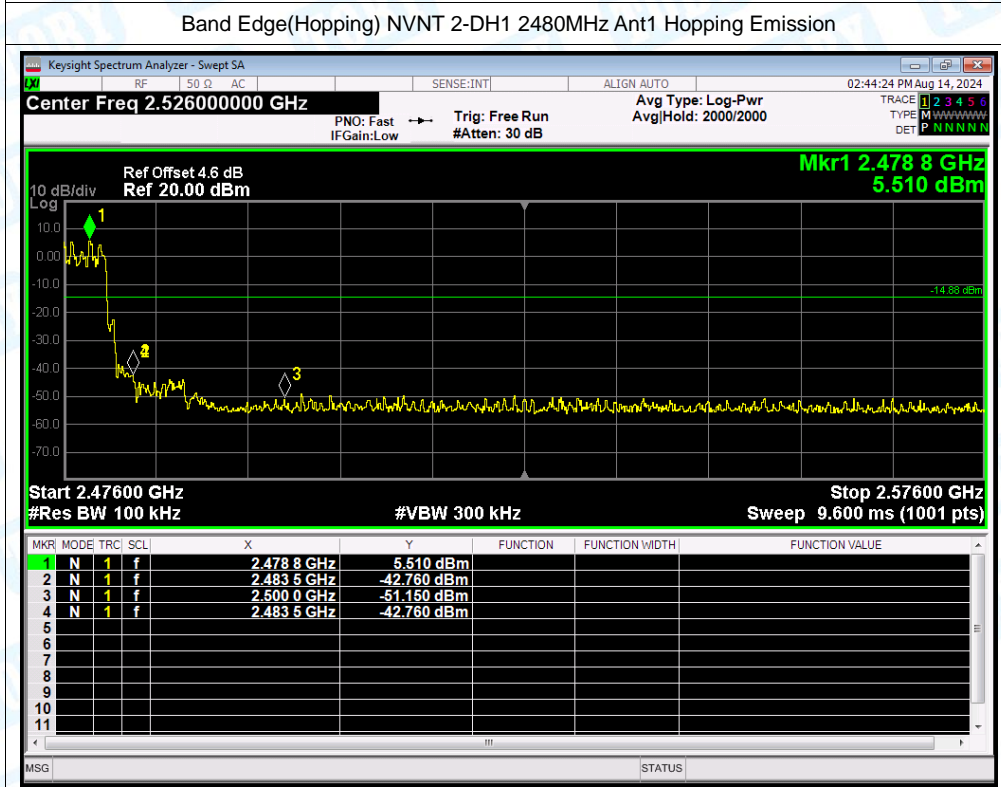 Band Edge(Hopping) NVNT 2-DH1 2480MHz Ant1 Hopping Emission
Keysight Spectrum Analyzer - Swept SA
LXI RF 50 Ω AC SENSE:INT ALIGN AUTO 02:44:24 PM Aug 14, 2024
Center Freq 2.526000000 GHz
PNO: Fast Trig: Free Run Avg Type: Log-Pwr TRACE 1 2 3 4 5 6
IFGain:Low #Atten: 30 dB Avg|Hold: 2000/2000 TYPE M W W W W W
DET P N N N N N
Mkr1 2.478 8 GHz
5.510 dBm
Ref Offset 4.6 dB
10 dB/div Ref 20.00 dBm
Log
1
10.0
0.00
-10.0
-14.88 dBm
-20.0
-30.0
-40.0
3
-50.0
-60.0
-70.0
Start 2.47600 GHz Stop 2.57600 GHz
#Res BW 100 kHz #VBW 300 kHz Sweep 9.600 ms (1001 pts)
MKR MODE TRC SCL X Y FUNCTION FUNCTION WIDTH FUNCTION VALUE
1 N 1 f 2.478 8 GHz 5.510 dBm
2 N 1 f 2.483 5 GHz -42.760 dBm
3 N 1 f 2.500 0 GHz -51.150 dBm
4 N 1 f 2.483 5 GHz -42.760 dBm
5
6
7
8
9
10
11
MSG STATUS